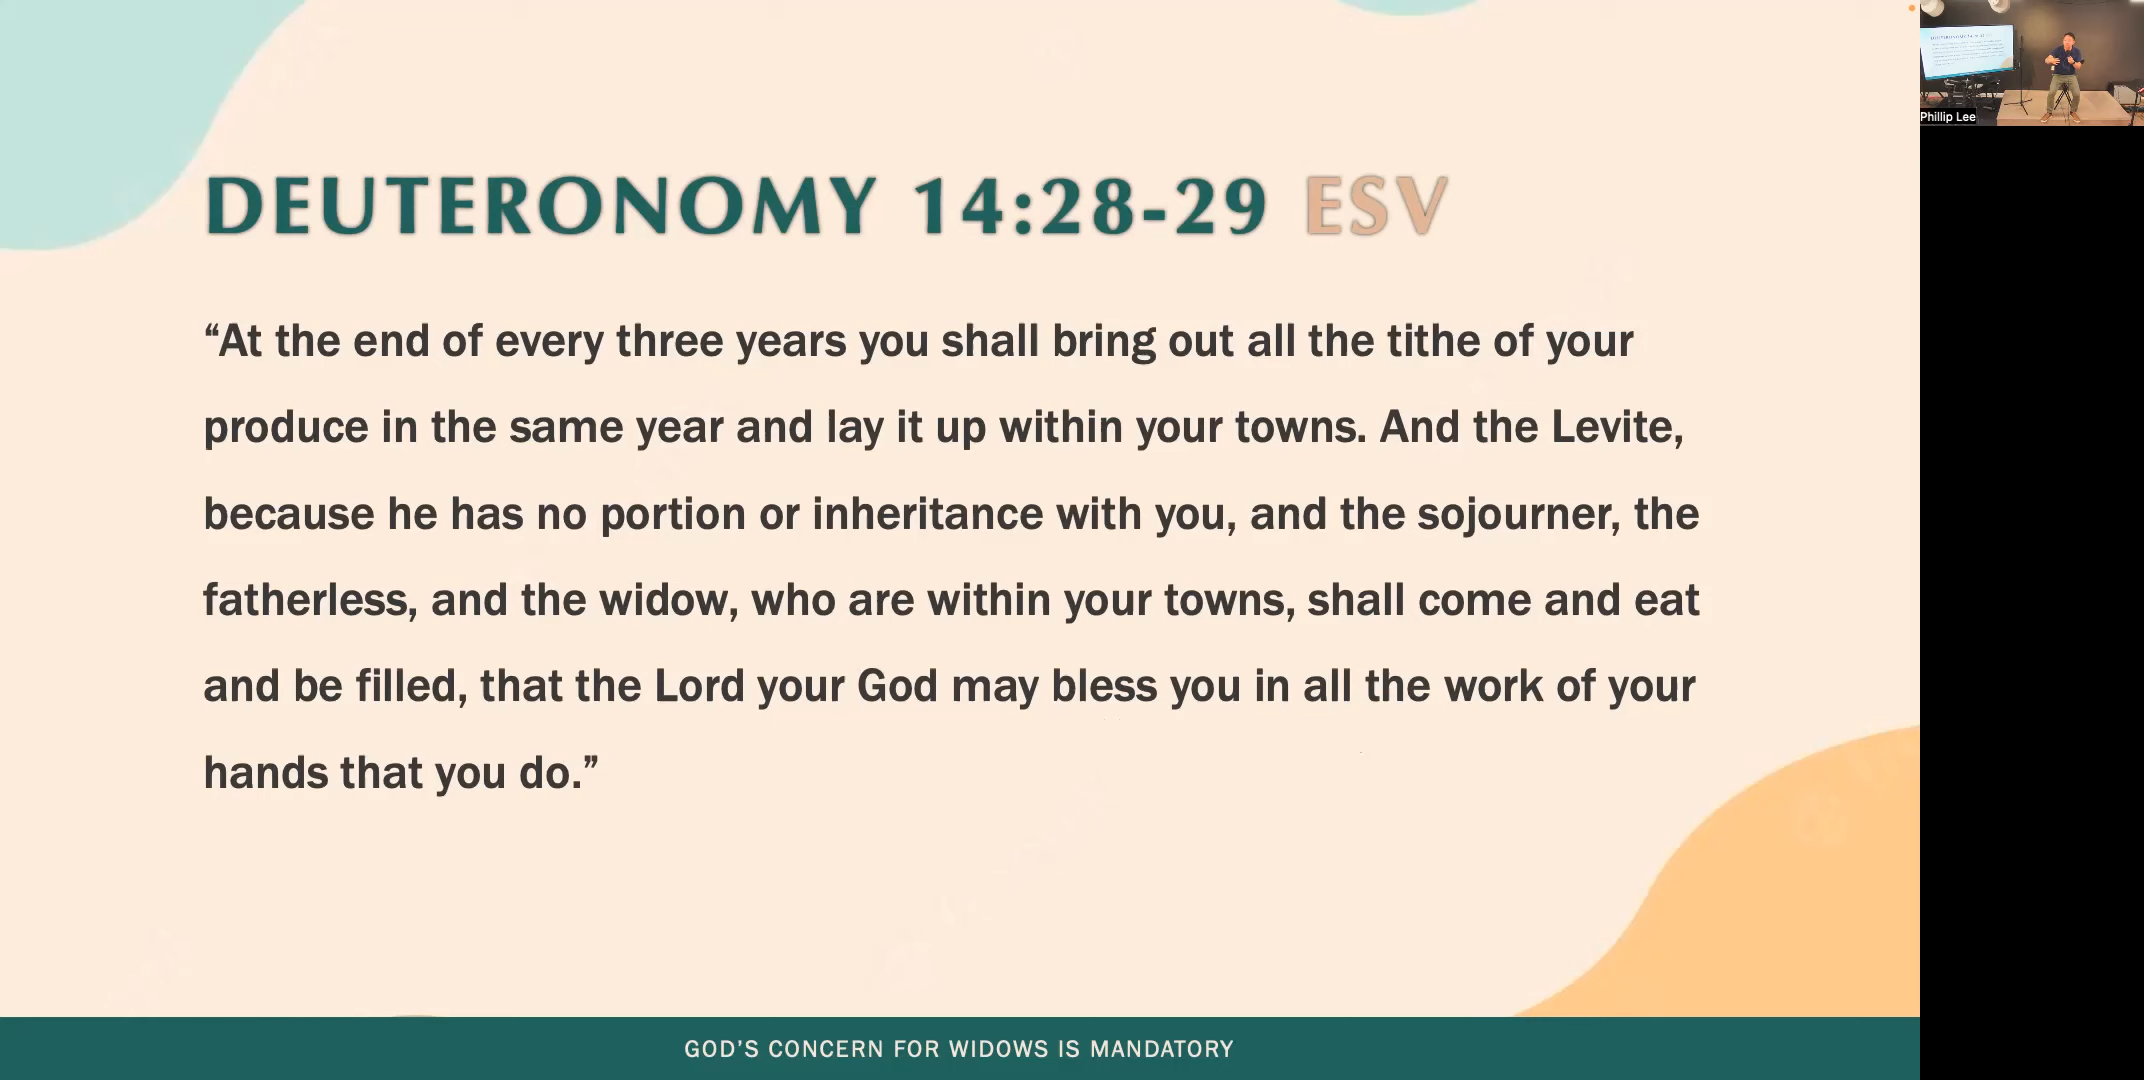 DEUTERONOMY 14:28-29 ESV
“At the end of every three years you shall bring out all the tithe of your
produce in the same year and lay it up within your towns. And the Levite,
because he has no portion or inheritance with you, and the sojourner, the
fatherless, and the widow, who are within your towns, shall come and eat
and be filled, that the Lord your God may bless you in all the work of your
hands that you do.”
GOD’S CONCERN FOR WIDOWS IS MANDATORY
Phillip Lee